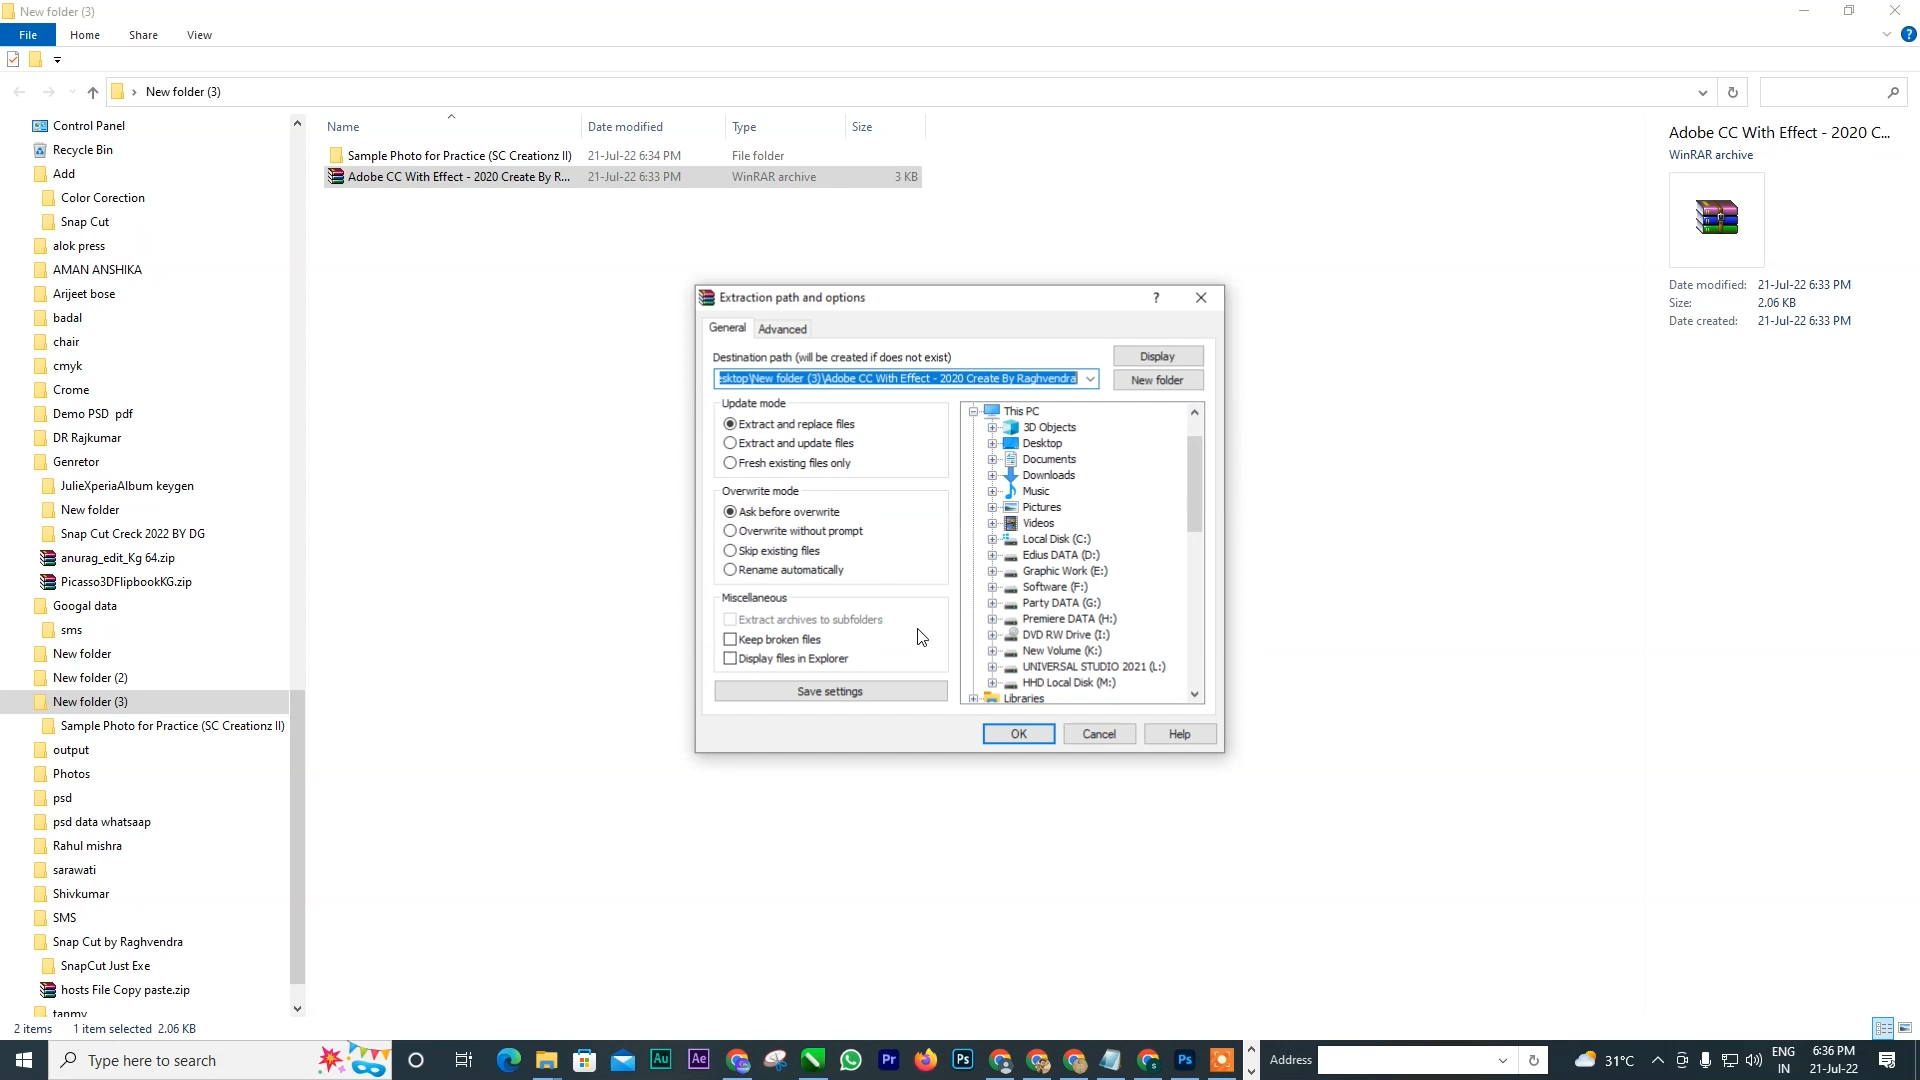 New folder (3)
File Home Share View
New folder (3)
Control Panel
Recycle Bin
Add
Color Corection
Snap Cut
alok press
AMAN ANSHIKA
Arijeet bose
badal
chair
cmyk
Crome
Demo PSD pdf
DR Rajkumar
Genretor
JulieXperiaAlbum keygen
New folder
Snap Cut Creck 2022 BY DG
anurag_edit_Kg 64.zip
Picasso3DFlipbookKG.zip
Googal data
sms
New folder
New folder (2)
New folder (3)
Sample Photo for Practice (SC Creationz II)
output
Photos
psd
psd data whatsaap
Rahul mishra
sarawati
Shivkumar
SMS
Snap Cut by Raghvendra
SnapCut Just Exe
hosts File Copy paste.zip
tanmy
Name Date modified Type Size
Sample Photo for Practice (SC Creationz II) 21-Jul-22 6:34 PM File folder
Adobe CC With Effect - 2020 Create By R... 21-Jul-22 6:33 PM WinRAR archive 3 KB
Extraction path and options ?
General Advanced
Destination path (will be created if does not exist)
esktop\New folder (3)\Adobe CC With Effect - 2020 Create By Raghvendra
Display
New folder
Update mode
Extract and replace files
Extract and update files
Fresh existing files only
Overwrite mode
Ask before overwrite
Overwrite without prompt
Skip existing files
Rename automatically
Miscellaneous
Extract archives to subfolders
Keep broken files
Display files in Explorer
Save settings
This PC
3D Objects
Desktop
Documents
Downloads
Music
Pictures
Videos
Local Disk (C:)
Edius DATA (D:)
Graphic Work (E:)
Software (F:)
Party DATA (G:)
Premiere DATA (H:)
DVD RW Drive (I:)
New Volume (K:)
UNIVERSAL STUDIO 2021 (L:)
HHD Local Disk (M:)
Libraries
OK Cancel Help
Adobe CC With Effect - 2020 C...
WinRAR archive
Date modified: 21-Jul-22 6:33 PM
Size: 2.06 KB
Date created: 21-Jul-22 6:33 PM
2 items 1 item selected 2.06 KB
Type here to search
Au Ae Pr Ps Ps
Address
31°C
ENG
IN
6:36 PM
21-Jul-22